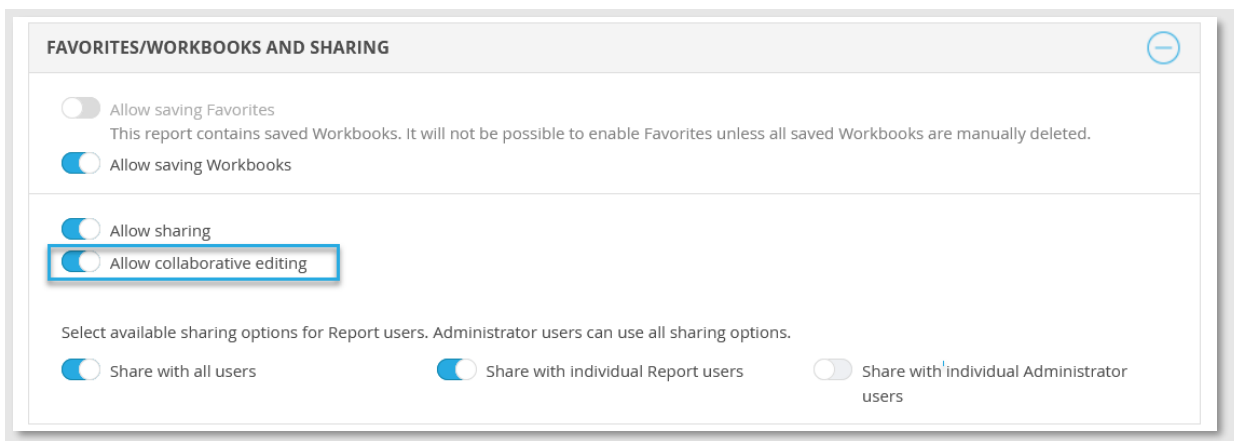 FAVORITES/WORKBOOKS AND SHARING
Allow saving Favorites
This report contains saved Workbooks. It will not be possible to enable Favorites unless all saved Workbooks are manually deleted.
Allow saving Workbooks
Allow sharing
Allow collaborative editing
Select available sharing options for Report users. Administrator users can use all sharing options.
Share with all users
Share with individual Report users
Share with individual Administrator
users